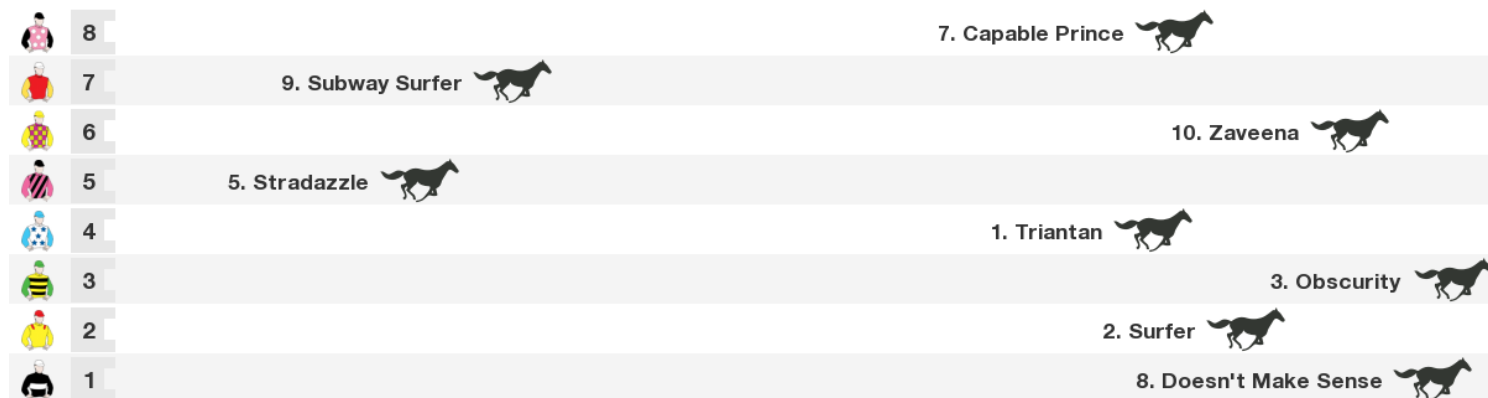 8 7. Capable Prince
7 9. Subway Surfer
6 10. Zaveena
5 5. Stradazzle
4 1. Triantan
3 3. Obscurity
2 2. Surfer
1 8. Doesn't Make Sense